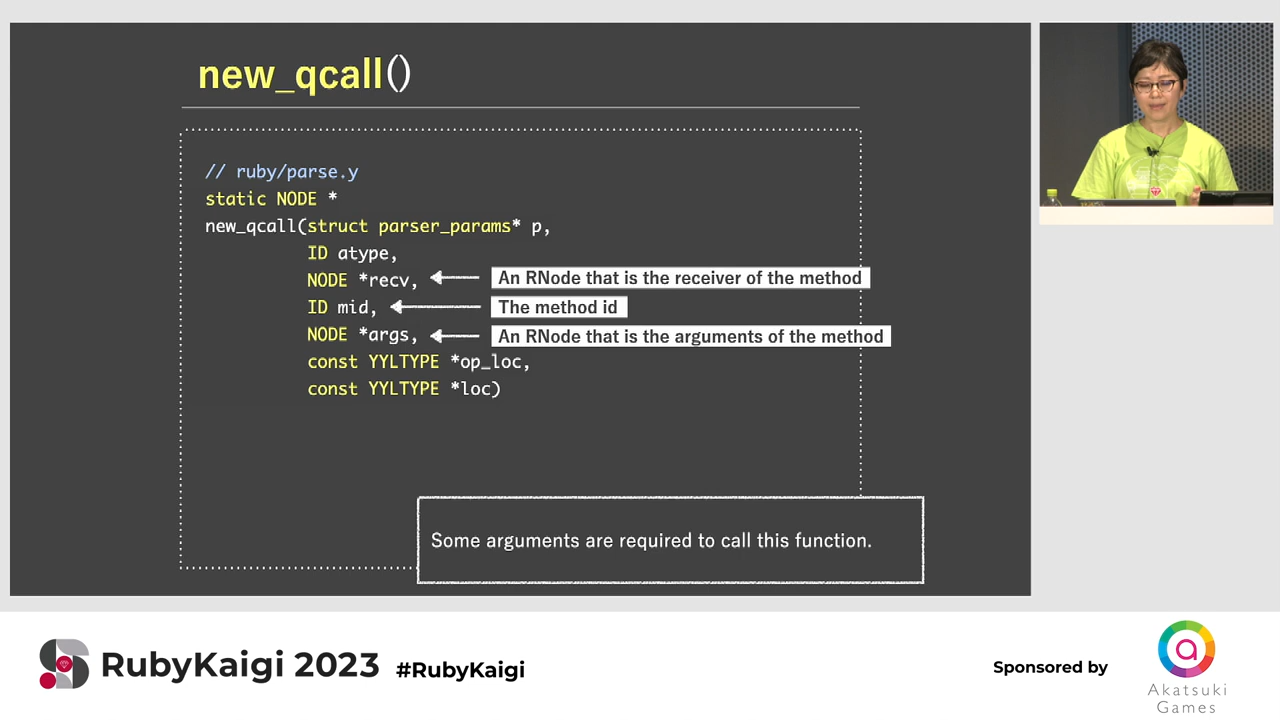 new_qcall()
// ruby/parse.y
static NODE *
new_qcall(struct parser_params* p,
ID atype,
NODE *recv, An RNode that is the receiver of the method
ID mid, The method id
NODE *args, An RNode that is the arguments of the method
const YYLTYPE *op_loc,
const YYLTYPE *loc)
Some arguments are required to call this function.
RubyKaigi 2023 #RubyKaigi
Sponsored by
a
Akatsuki
Games